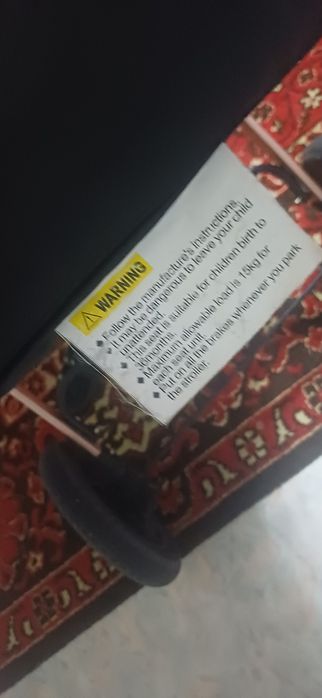 ⚠ WARNING
◆ Follow the manufacture's instructions.
◆ It may be dangerous to leave your child
unattended.
◆ This seat is suitable for children birth to
36months.
◆ Maximum allowable load is 15kg for
each seat unit.
◆ Put on all the brakes whenever you park
the stroller.